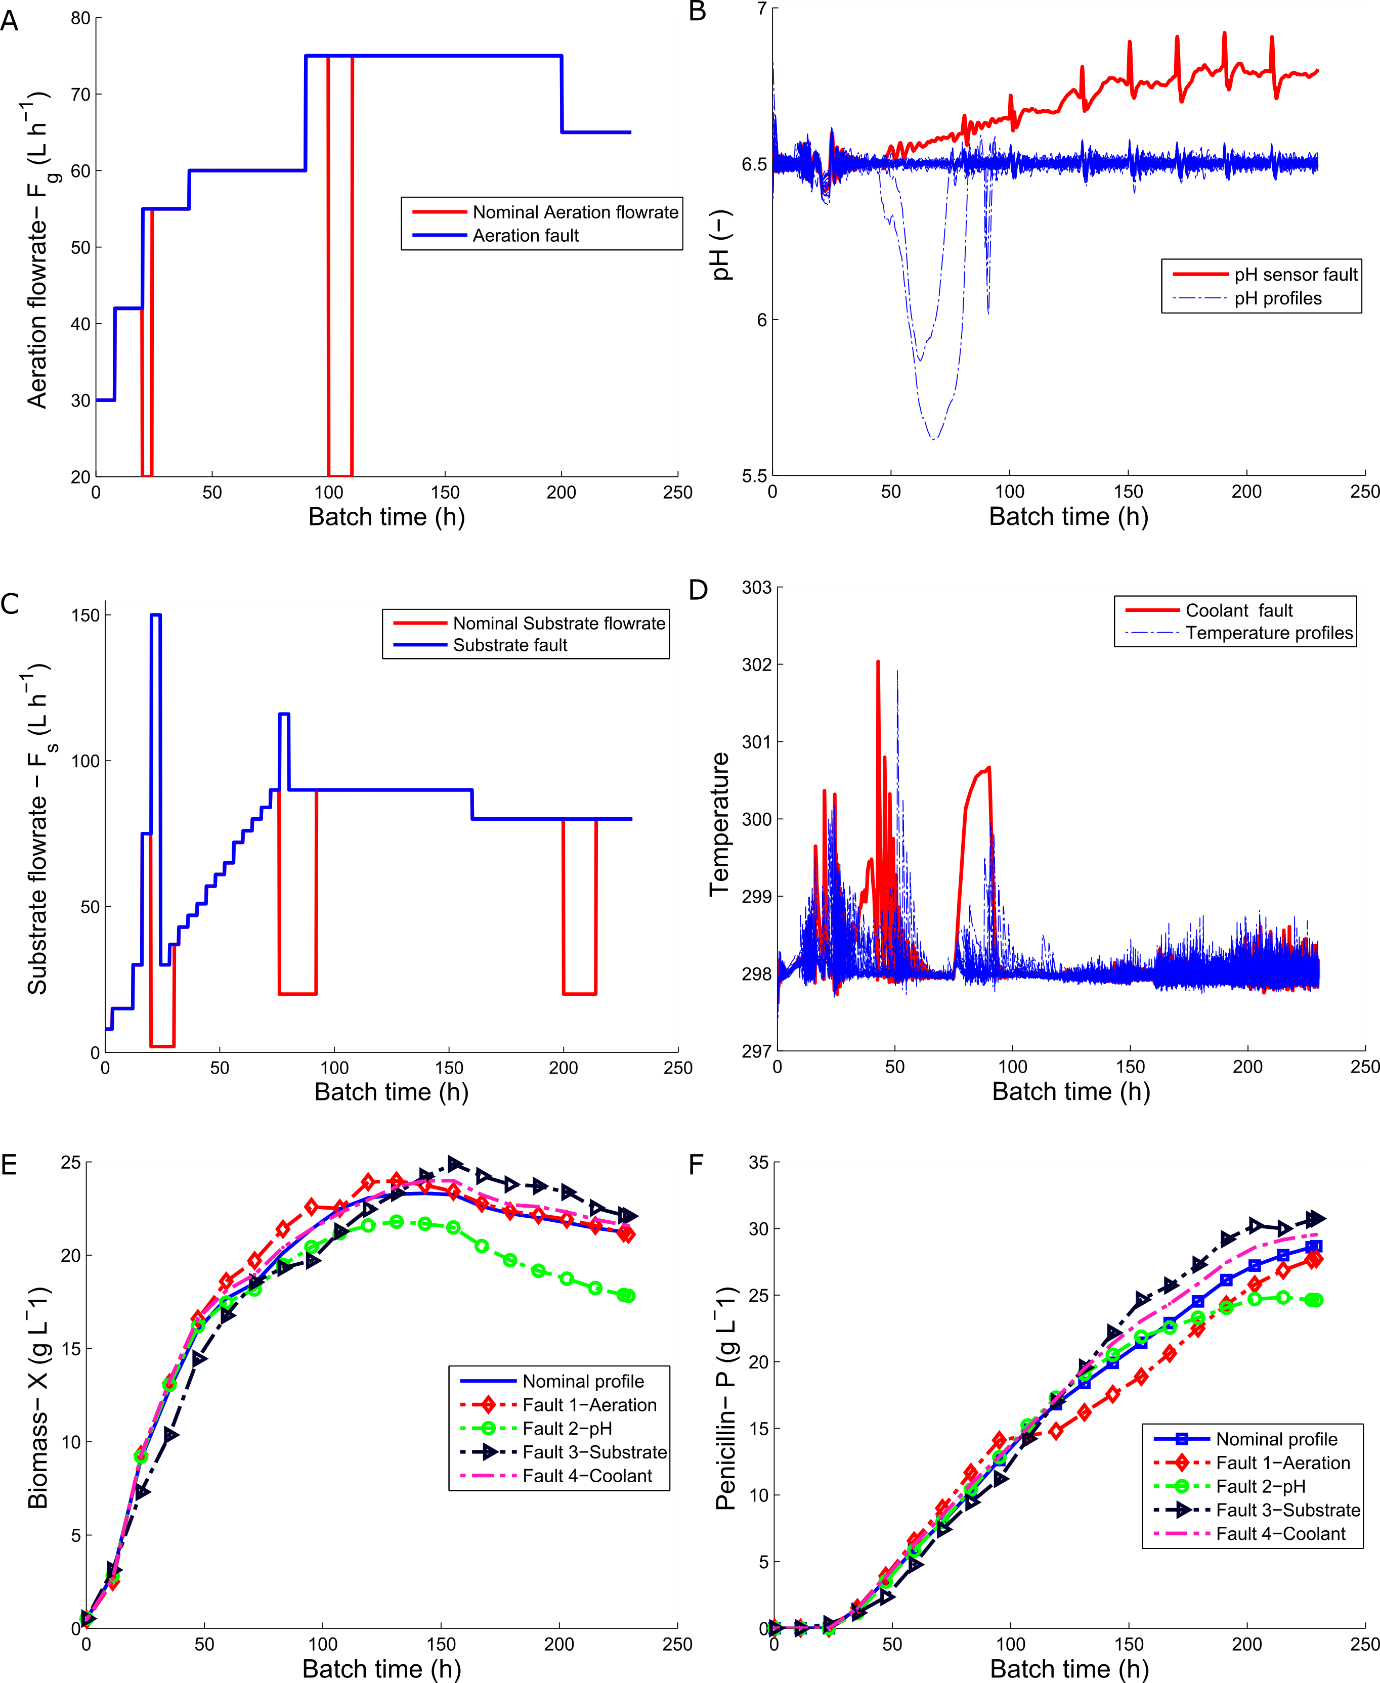 A
80
70
60
50
40
30
20
0
50
100
150
200
250
Aeration flowrate− Fg (L h−1)
Batch time (h)
Nominal Aeration flowrate
Aeration fault
B
7
6.5
6
5.5
0
50
100
150
200
250
pH (−)
Batch time (h)
pH sensor fault
pH profiles
C
150
100
50
0
0
50
100
150
200
250
Substrate flowrate − Fs (L h−1)
Batch time (h)
Nominal Substrate flowrate
Substrate fault
D
303
302
301
300
299
298
297
0
50
100
150
200
250
Temperature
Batch time (h)
Coolant fault
Temperature profiles
E
25
20
15
10
5
0
0
50
100
150
200
250
Biomass− X (g L−1)
Batch time (h)
Nominal profile
Fault 1−Aeration
Fault 2−pH
Fault 3−Substrate
Fault 4−Coolant
F
35
30
25
20
15
10
5
0
0
50
100
150
200
250
Penicillin− P (g L−1)
Batch time (h)
Nominal profile
Fault 1−Aeration
Fault 2−pH
Fault 3−Substrate
Fault 4−Coolant